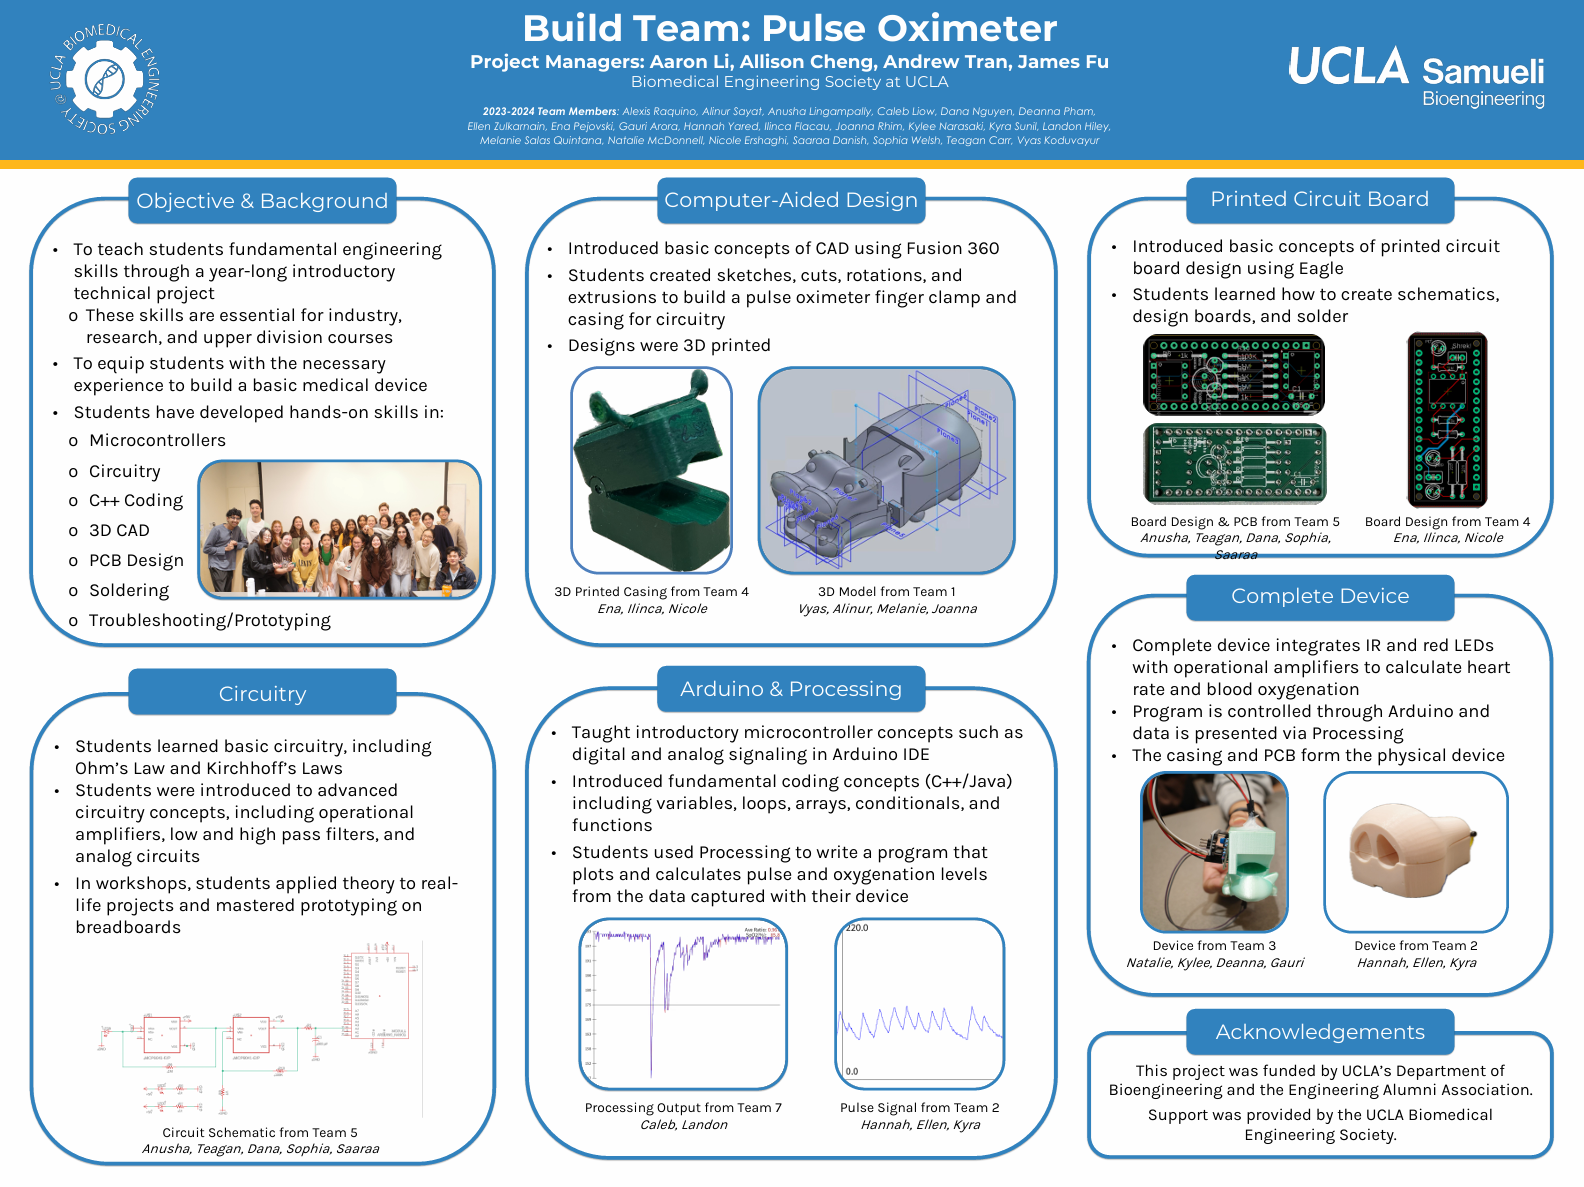 BIOMEDICAL ENGINEERING SOCIETY @ UCLA
Build Team: Pulse Oximeter
Project Managers: Aaron Li, Allison Cheng, Andrew Tran, James Fu
Biomedical Engineering Society at UCLA
2023-2024 Team Members: Alexis Raquino, Alinur Sayat, Anusha Lingampally, Caleb Liow, Dana Nguyen, Deanna Pham,
Ellen Zulkarnain, Ena Pejovski, Gauri Arora, Hannah Yared, Ilinca Flacau, Joanna Rhim, Kylee Narasaki, Kyra Sunil, Landon Hiley,
Melanie Salas Quintana, Natalie McDonnell, Nicole Ershaghi, Saaraa Danish, Sophia Welsh, Teagan Carr, Vyas Koduvayur
UCLA Samueli
Bioengineering
Objective & Background
• To teach students fundamental engineering
skills through a year-long introductory
technical project
o These skills are essential for industry,
research, and upper division courses
• To equip students with the necessary
experience to build a basic medical device
• Students have developed hands-on skills in:
o Microcontrollers
o Circuitry
o C++ Coding
o 3D CAD
o PCB Design
o Soldering
o Troubleshooting/Prototyping
Circuitry
• Students learned basic circuitry, including
Ohm's Law and Kirchhoff's Laws
• Students were introduced to advanced
circuitry concepts, including operational
amplifiers, low and high pass filters, and
analog circuits
• In workshops, students applied theory to real-
life projects and mastered prototyping on
breadboards
Circuit Schematic from Team 5
Anusha, Teagan, Dana, Sophia, Saaraa
Computer-Aided Design
• Introduced basic concepts of CAD using Fusion 360
• Students created sketches, cuts, rotations, and
extrusions to build a pulse oximeter finger clamp and
casing for circuitry
• Designs were 3D printed
Plane4
Plane2
Plane1
Plane3
3D Printed Casing from Team 4
Ena, Ilinca, Nicole
3D Model from Team 1
Vyas, Alinur, Melanie, Joanna
Arduino & Processing
• Taught introductory microcontroller concepts such as
digital and analog signaling in Arduino IDE
• Introduced fundamental coding concepts (C++/Java)
including variables, loops, arrays, conditionals, and
functions
• Students used Processing to write a program that
plots and calculates pulse and oxygenation levels
from the data captured with their device
Ave Ratio:
220.0
0.0
Processing Output from Team 7
Caleb, Landon
Pulse Signal from Team 2
Hannah, Ellen, Kyra
Printed Circuit Board
• Introduced basic concepts of printed circuit
board design using Eagle
• Students learned how to create schematics,
design boards, and solder
Shrek!
Board Design & PCB from Team 5
Anusha, Teagan, Dana, Sophia,
Saaraa
Board Design from Team 4
Ena, Ilinca, Nicole
Complete Device
• Complete device integrates IR and red LEDs
with operational amplifiers to calculate heart
rate and blood oxygenation
• Program is controlled through Arduino and
data is presented via Processing
• The casing and PCB form the physical device
Device from Team 3
Natalie, Kylee, Deanna, Gauri
Device from Team 2
Hannah, Ellen, Kyra
Acknowledgements
This project was funded by UCLA's Department of
Bioengineering and the Engineering Alumni Association.
Support was provided by the UCLA Biomedical
Engineering Society.